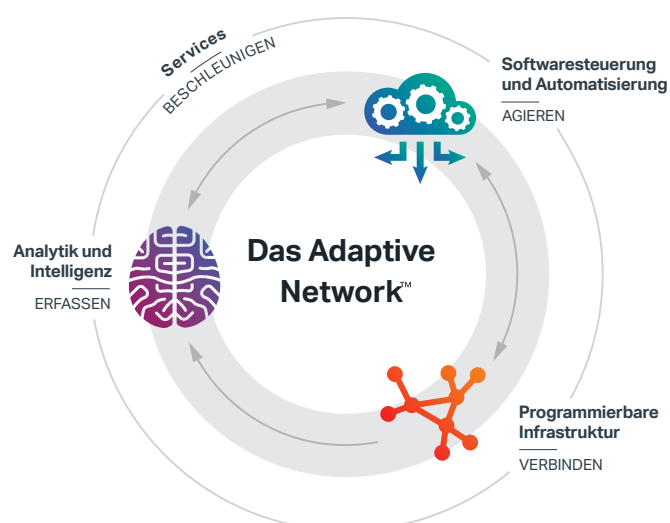 Services
BESCHLEUNIGEN
Softwaresteuerung
und Automatisierung
AGIEREN
Analytik und
Intelligenz
ERFASSEN
Das Adaptive
Network™
Programmierbare
Infrastruktur
VERBINDEN